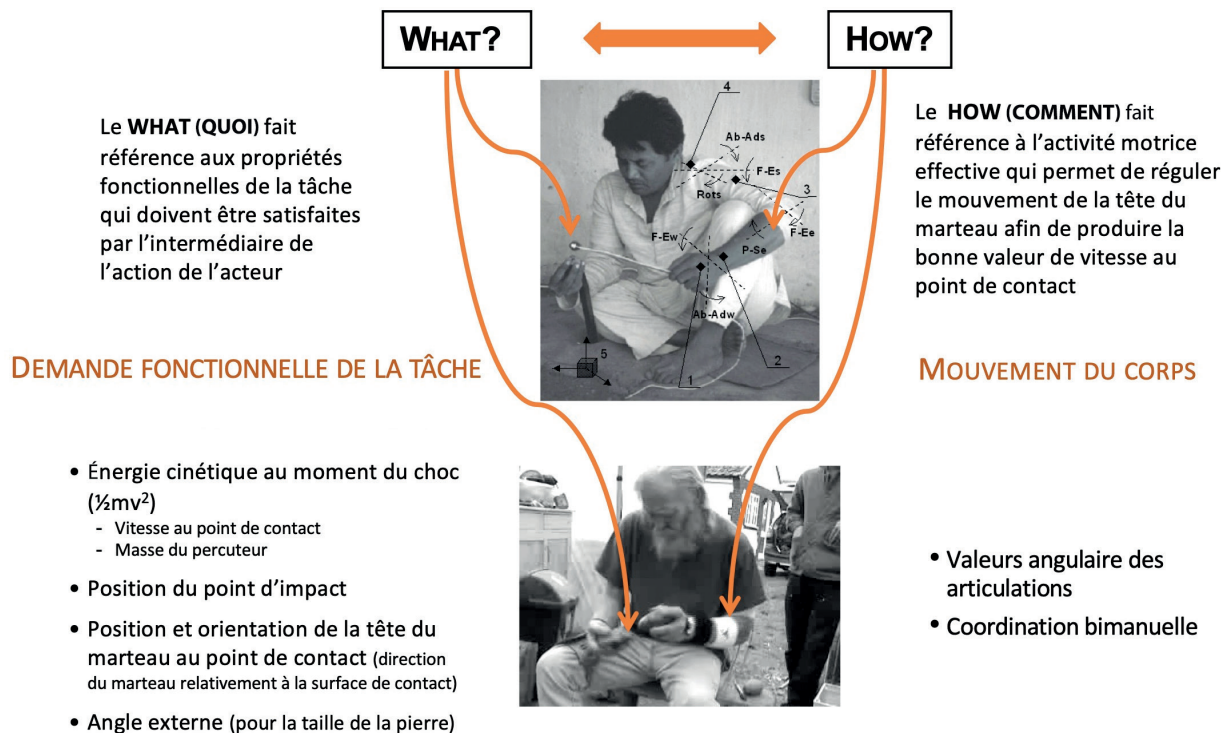 WHAT?
HOW?
Le WHAT (QUOI) fait
référence aux propriétés
fonctionnelles de la tâche
qui doivent être satisfaites
par l'intermédiaire de
l'action de l'acteur
4
Ab-Ads
F-Es
Rots
3
F-Ee
F-Ew
P-Se
Ab-Adw
5
2
1
Le HOW (COMMENT) fait
référence à l'activité motrice
effective qui permet de réguler
le mouvement de la tête du
marteau afin de produire la
bonne valeur de vitesse au
point de contact
DEMANDE FONCTIONNELLE DE LA TÂCHE
MOUVEMENT DU CORPS
• Énergie cinétique au moment du choc
(½mv²)
- Vitesse au point de contact
- Masse du percuteur
• Position du point d'impact
• Position et orientation de la tête du
marteau au point de contact (direction
du marteau relativement à la surface de contact)
• Angle externe (pour la taille de la pierre)
• Valeurs angulaire des
articulations
• Coordination bimanuelle